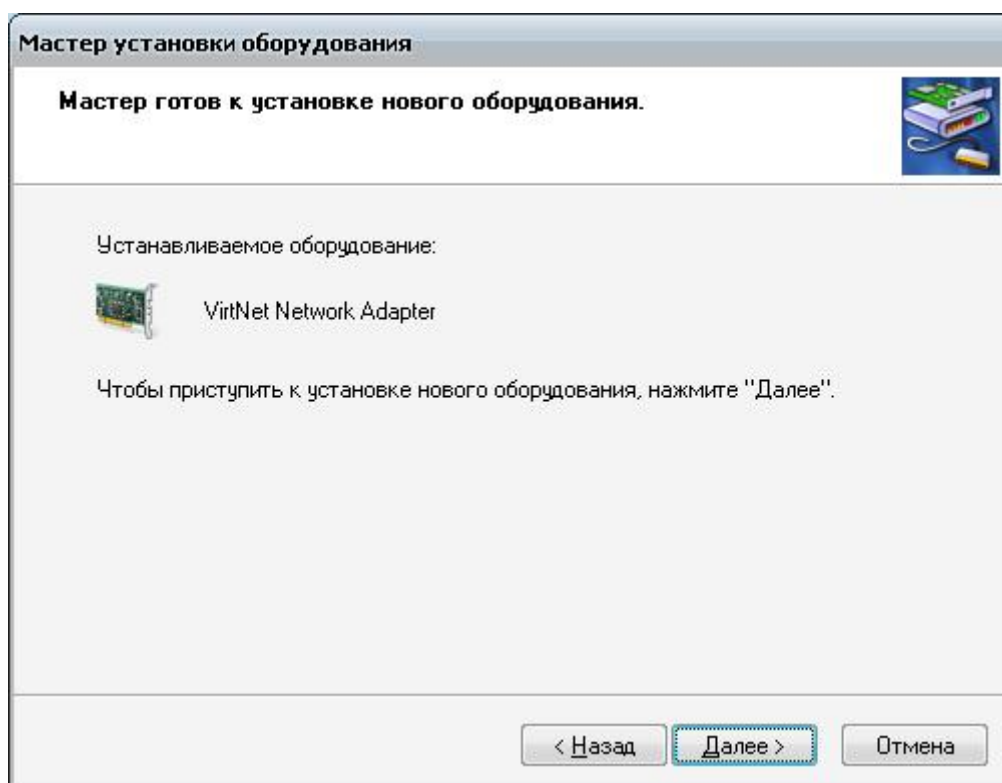 Мастер установки оборудования
Мастер готов к установке нового оборудования.
Устанавливаемое оборудование:
VirtNet Network Adapter
Чтобы приступить к установке нового оборудования, нажмите "Далее".
< Назад
Далее >
Отмена